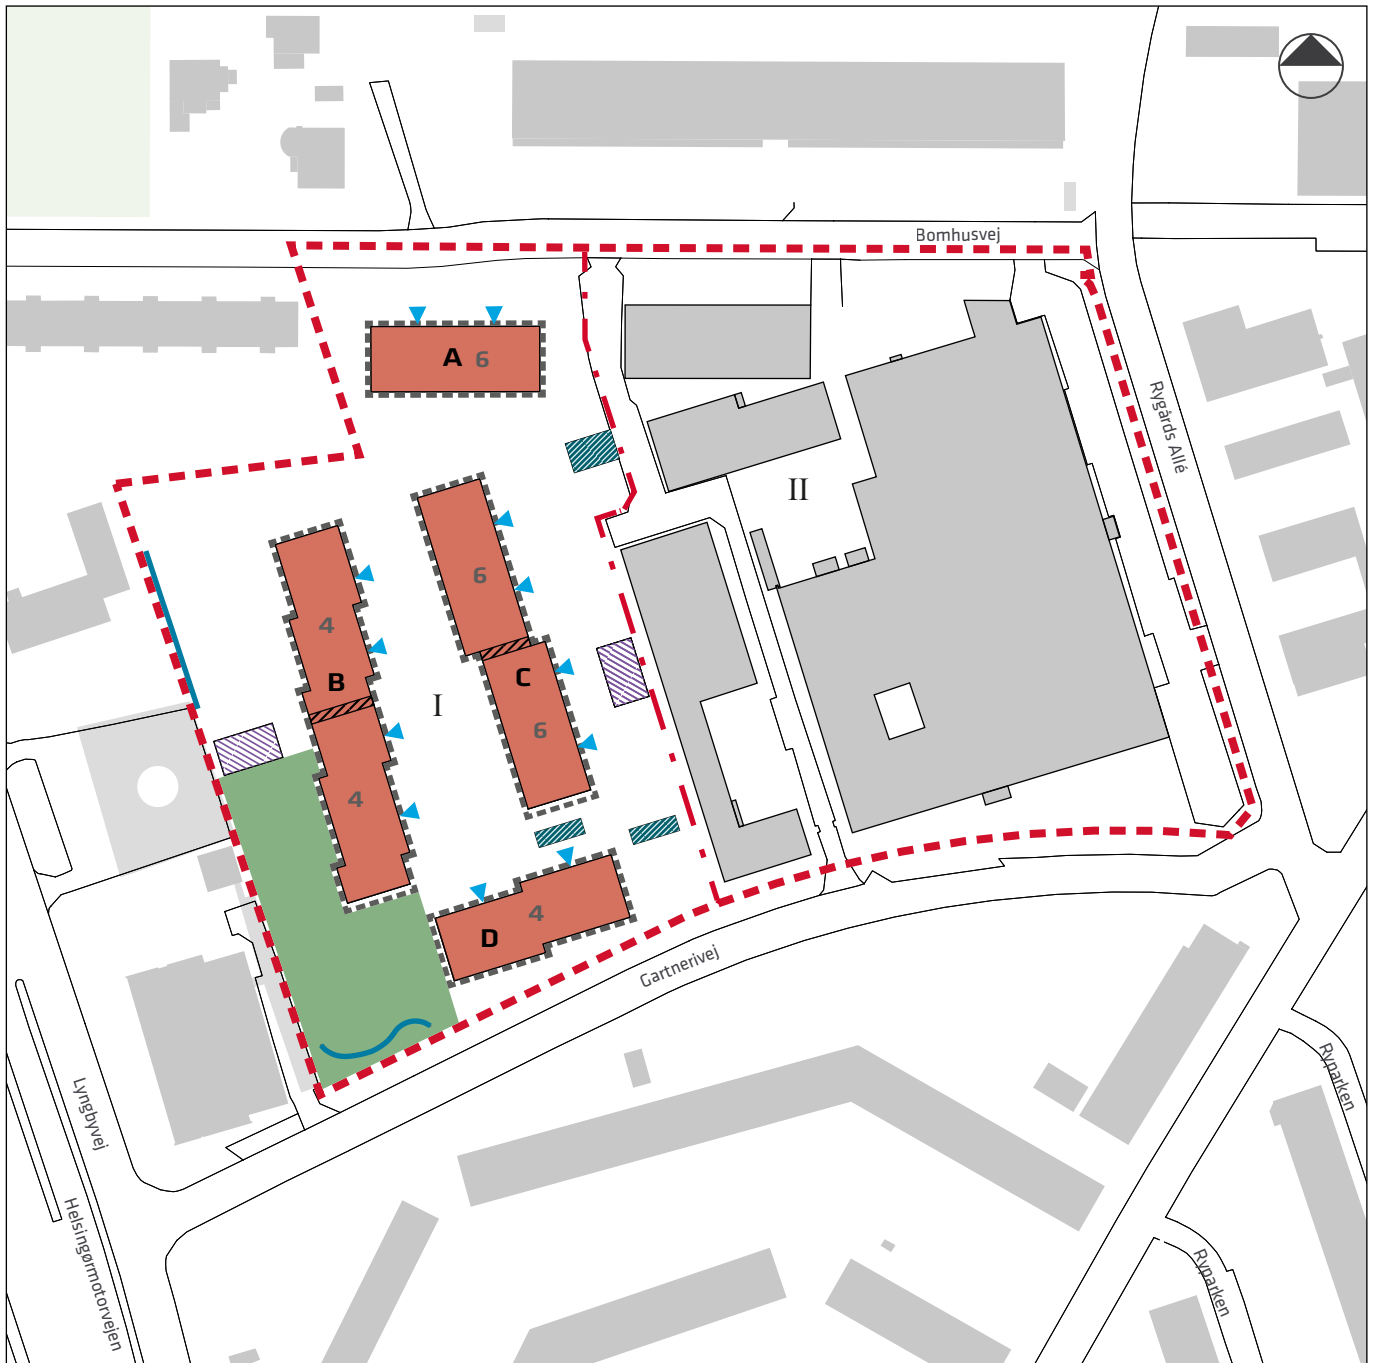 Bomhusvej
A 6
Rygårds Allé
II
6
4
C
B
I
6
4
4
D
Gartnerivej
Lyngbyvej
Helsingørmotorvejen
Ryparken
Ryparken